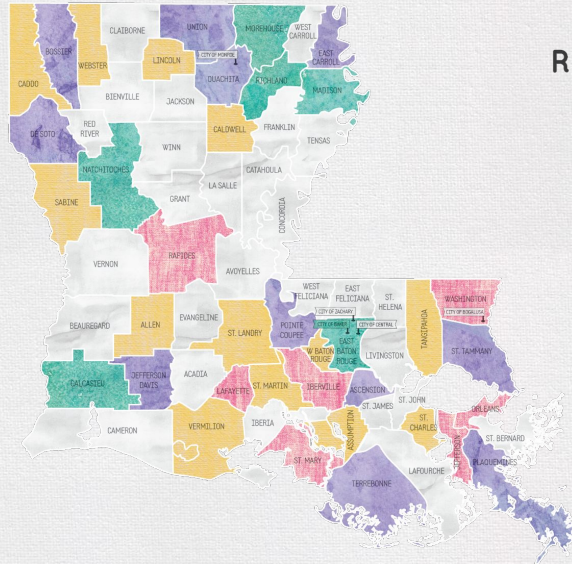 R
UNION
MOREHOUSE
WEST
CARROLL
CLAIBORNE
EAST
CARROLL
BOSSIER
WEBSTER
LINCOLN
CITY OF MONROE
OUACHITA
RICHLAND
MADISON
CADDO
BIENVILLE
JACKSON
DE SOTO
RED
RIVER
CALDWELL
FRANKLIN
TENSAS
WINN
NATCHITOCHES
CATAHOULA
LA SALLE
SABINE
GRANT
CONCORDIA
VERNON
RAPIDES
AVOYELLES
WEST
FELICIANA
EAST
FELICIANA
ST.
HELENA
WASHINGTON
CITY OF ZACHARY
CITY OF BOGALUSA
BEAUREGARD
ALLEN
EVANGELINE
ST. LANDRY
POINTE
COUPEE
CITY OF BAKER
CITY OF CENTRAL
TANGIPAHOA
W BATON
ROUGE
EAST
BATON
ROUGE
LIVINGSTON
ST. TAMMANY
CALCASIEU
JEFFERSON
DAVIS
ACADIA
LAFAYETTE
ST. MARTIN
IBERVILLE
ASCENSION
ST. JAMES
ST. JOHN
ORLEANS
CAMERON
VERMILION
IBERIA
ASSUMPTION
ST.
CHARLES
JEFFERSON
ST. BERNARD
ST. MARY
LAFOURCHE
PLAQUEMINES
TERREBONNE